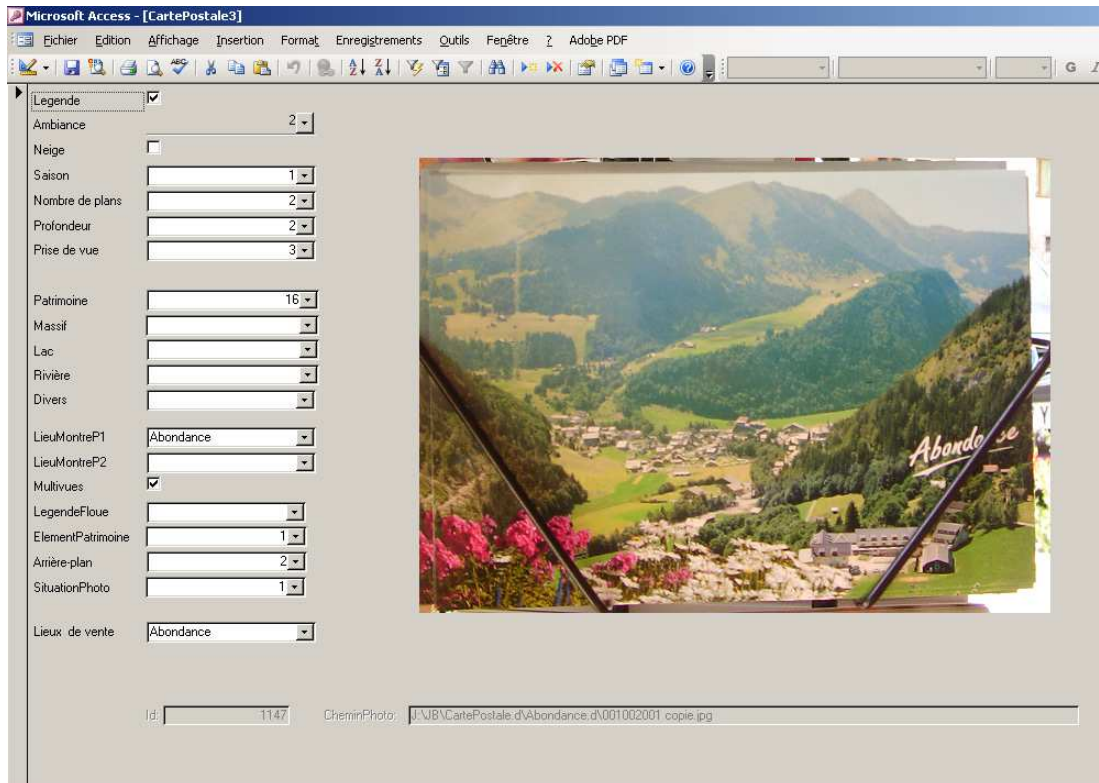 Microsoft Access - [CartePostale3]
Fichier Edition Affichage Insertion Format Enregistrements Outils Fenêtre ? Adobe PDF
G I
Legende
Ambiance 2
Neige
Saison 1
Nombre de plans 2
Profondeur 2
Prise de vue 3
Patrimoine 16
Massif
Lac
Rivière
Divers
LieuMontreP1 Abondance
LieuMontreP2
Multivues
LegendeFloue
ElementPatrimoine 1
Arrière-plan 2
SituationPhoto 1
Lieux de vente Abondance
Abondance
Id: 1147 CheminPhoto: J:\JB\CartePostale.d\Abondance.d\001002001 copie.jpg